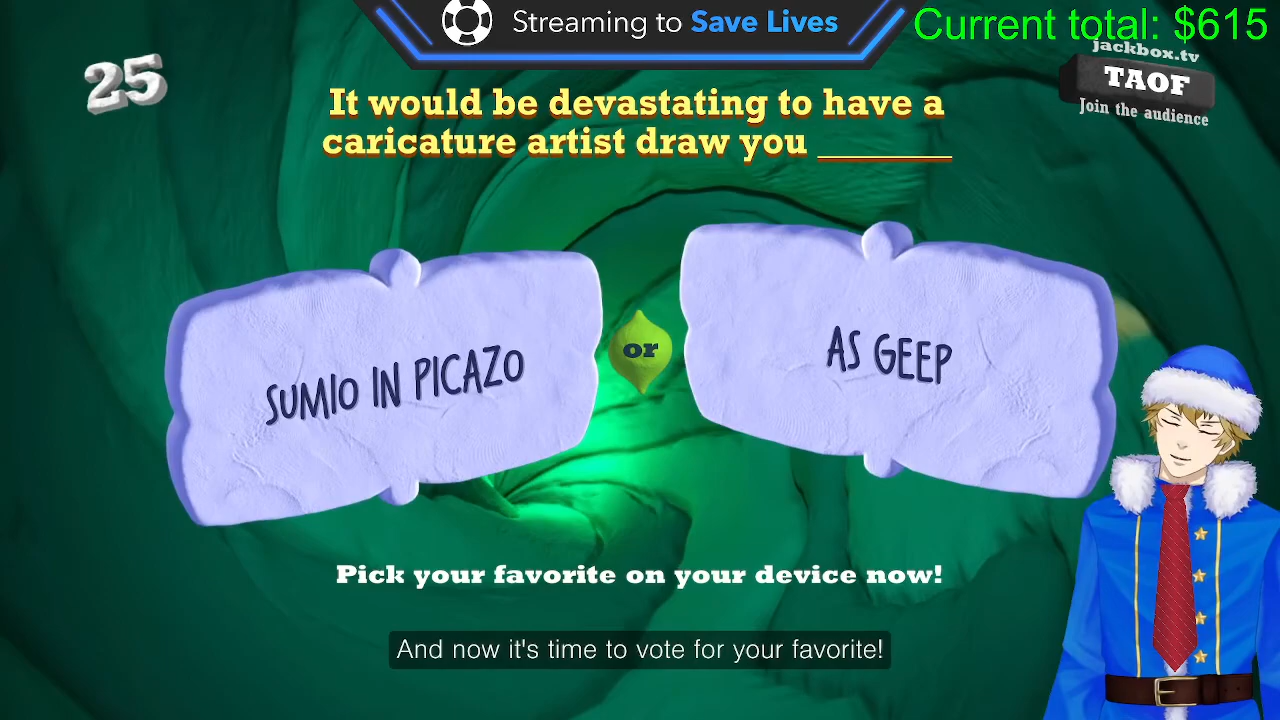 Streaming to Save Lives
Current total: $615
jackbox.tv
TAOF
Join the audience
25
It would be devastating to have a
caricature artist draw you ________
SUMIO IN PICAZO
or
AS GEEP
Pick your favorite on your device now!
And now it's time to vote for your favorite!